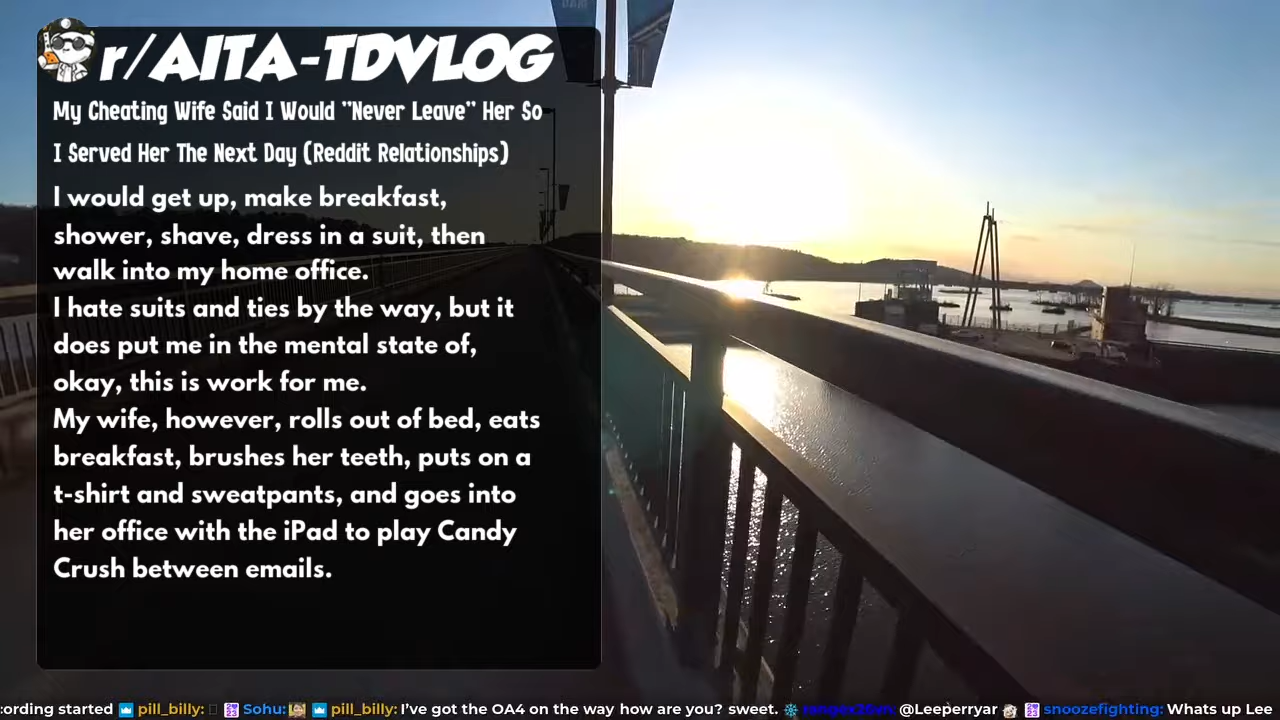 r/AITA-TDVLOG
My Cheating Wife Said I Would "Never Leave" Her So
I Served Her The Next Day (Reddit Relationships)
I would get up, make breakfast,
shower, shave, dress in a suit, then
walk into my home office.
I hate suits and ties by the way, but it
does put me in the mental state of,
okay, this is work for me.
My wife, however, rolls out of bed, eats
breakfast, brushes her teeth, puts on a
t-shirt and sweatpants, and goes into
her office with the iPad to play Candy
Crush between emails.
ording started pill_billy: Sohu: pill_billy: I've got the OA4 on the way how are you? sweet. @Leeperryar snoozefighting: Whats up Lee